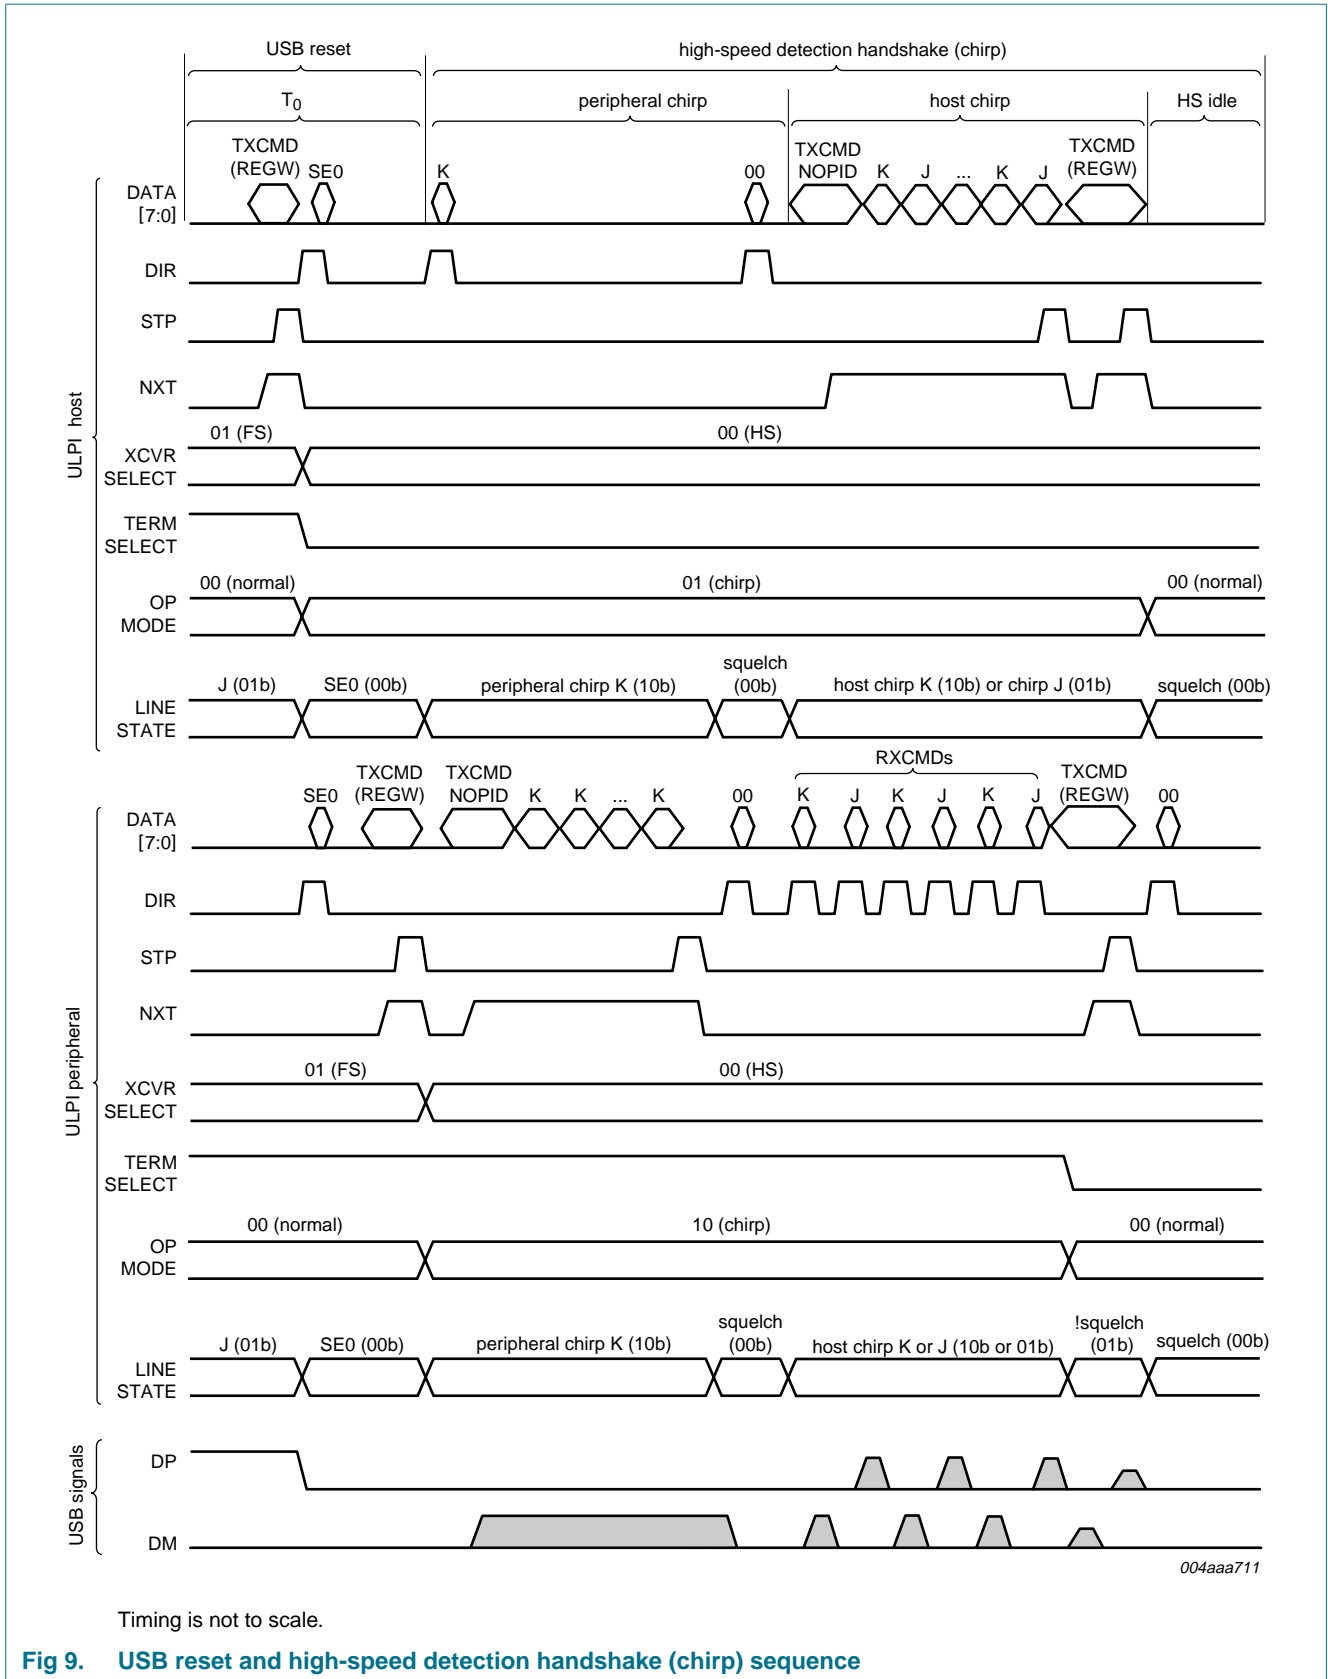 USB reset
high-speed detection handshake (chirp)
T0
peripheral chirp
host chirp
HS idle
TXCMD
(REGW)
SE0
K
00
TXCMD
NOPID
K
J
...
K
J
TXCMD
(REGW)
DATA
[7:0]
DIR
STP
NXT
ULPI host
01 (FS)
00 (HS)
XCVR
SELECT
TERM
SELECT
00 (normal)
01 (chirp)
00 (normal)
OP
MODE
J (01b)
SE0 (00b)
peripheral chirp K (10b)
squelch
(00b)
host chirp K (10b) or chirp J (01b)
squelch (00b)
LINE
STATE
RXCMDs
SE0
TXCMD
(REGW)
TXCMD
NOPID
K
K
...
K
00
K
J
K
J
K
J
TXCMD
(REGW)
00
DATA
[7:0]
DIR
STP
NXT
ULPI peripheral
01 (FS)
00 (HS)
XCVR
SELECT
TERM
SELECT
00 (normal)
10 (chirp)
00 (normal)
OP
MODE
J (01b)
SE0 (00b)
peripheral chirp K (10b)
squelch
(00b)
host chirp K or J (10b or 01b)
!squelch
(01b)
squelch (00b)
LINE
STATE
USB signals
DP
DM
004aaa711
Timing is not to scale.
Fig 9. USB reset and high-speed detection handshake (chirp) sequence